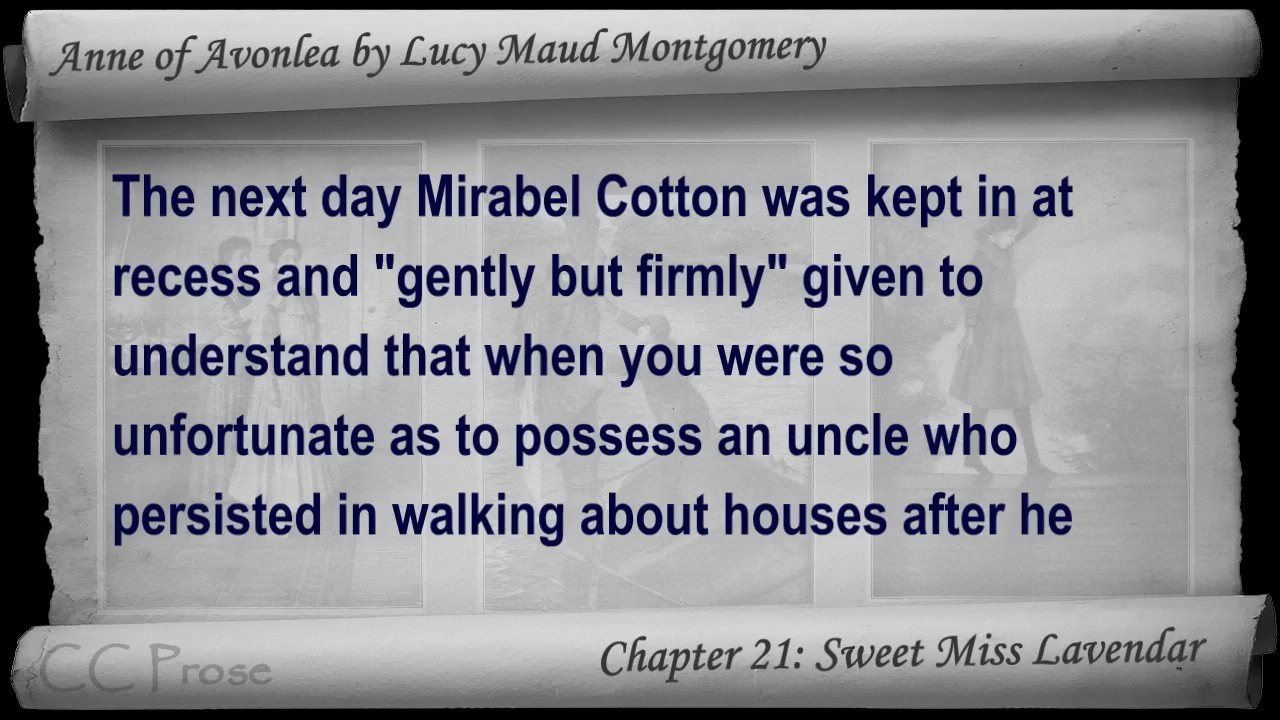 Anne of Avonlea by Lucy Maud Montgomery
The next day Mirabel Cotton was kept in at
recess and "gently but firmly" given to
understand that when you were so
unfortunate as to possess an uncle who
persisted in walking about houses after he
CC Prose
Chapter 21: Sweet Miss Lavendar